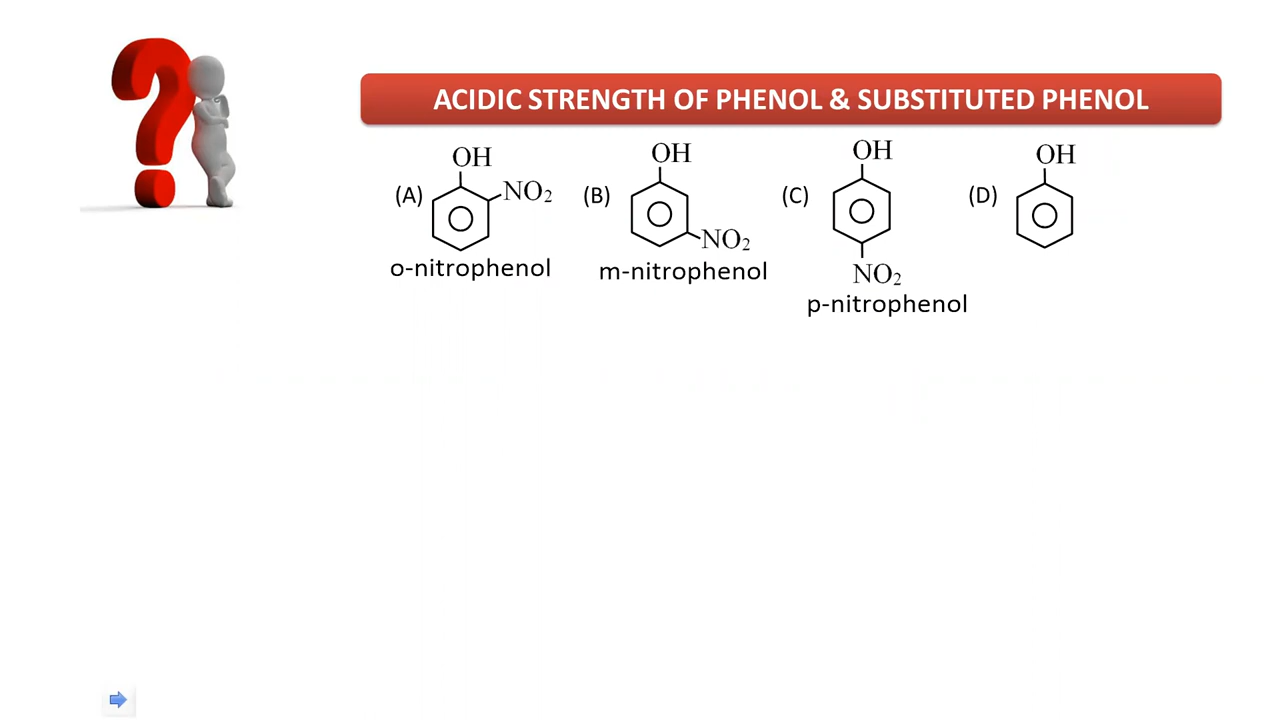 ACIDIC STRENGTH OF PHENOL & SUBSTITUTED PHENOL
(A) OH NO₂
o-nitrophenol
(B) OH NO₂
m-nitrophenol
(C) OH NO₂
p-nitrophenol
(D) OH